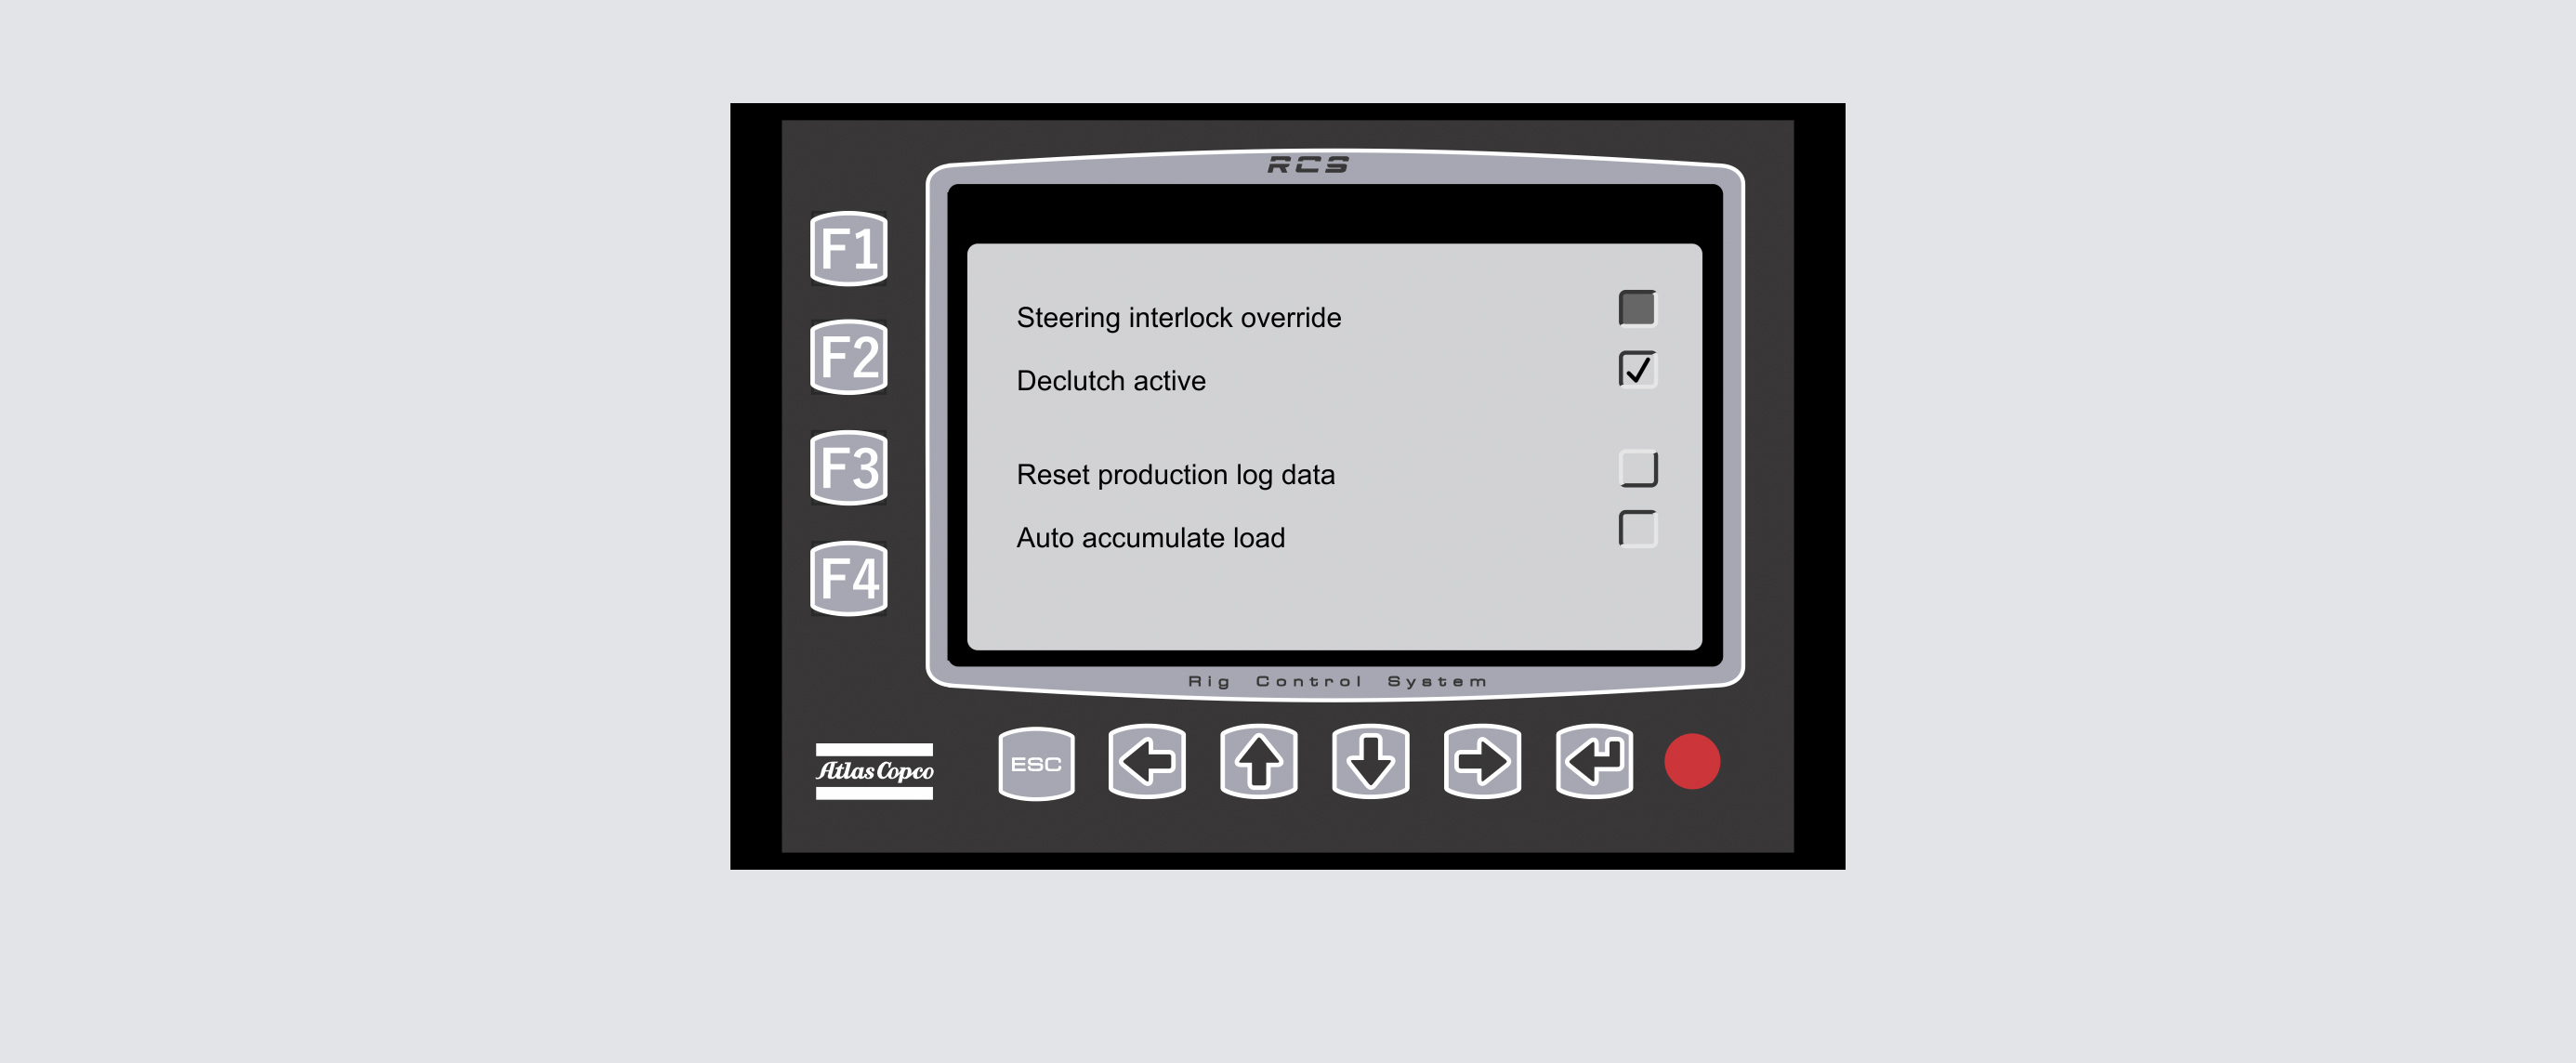 RCS
F1
F2
F3
F4
Steering interlock override
Declutch active
Reset production log data
Auto accumulate load
Rig Control System
Atlas Copco
ESC